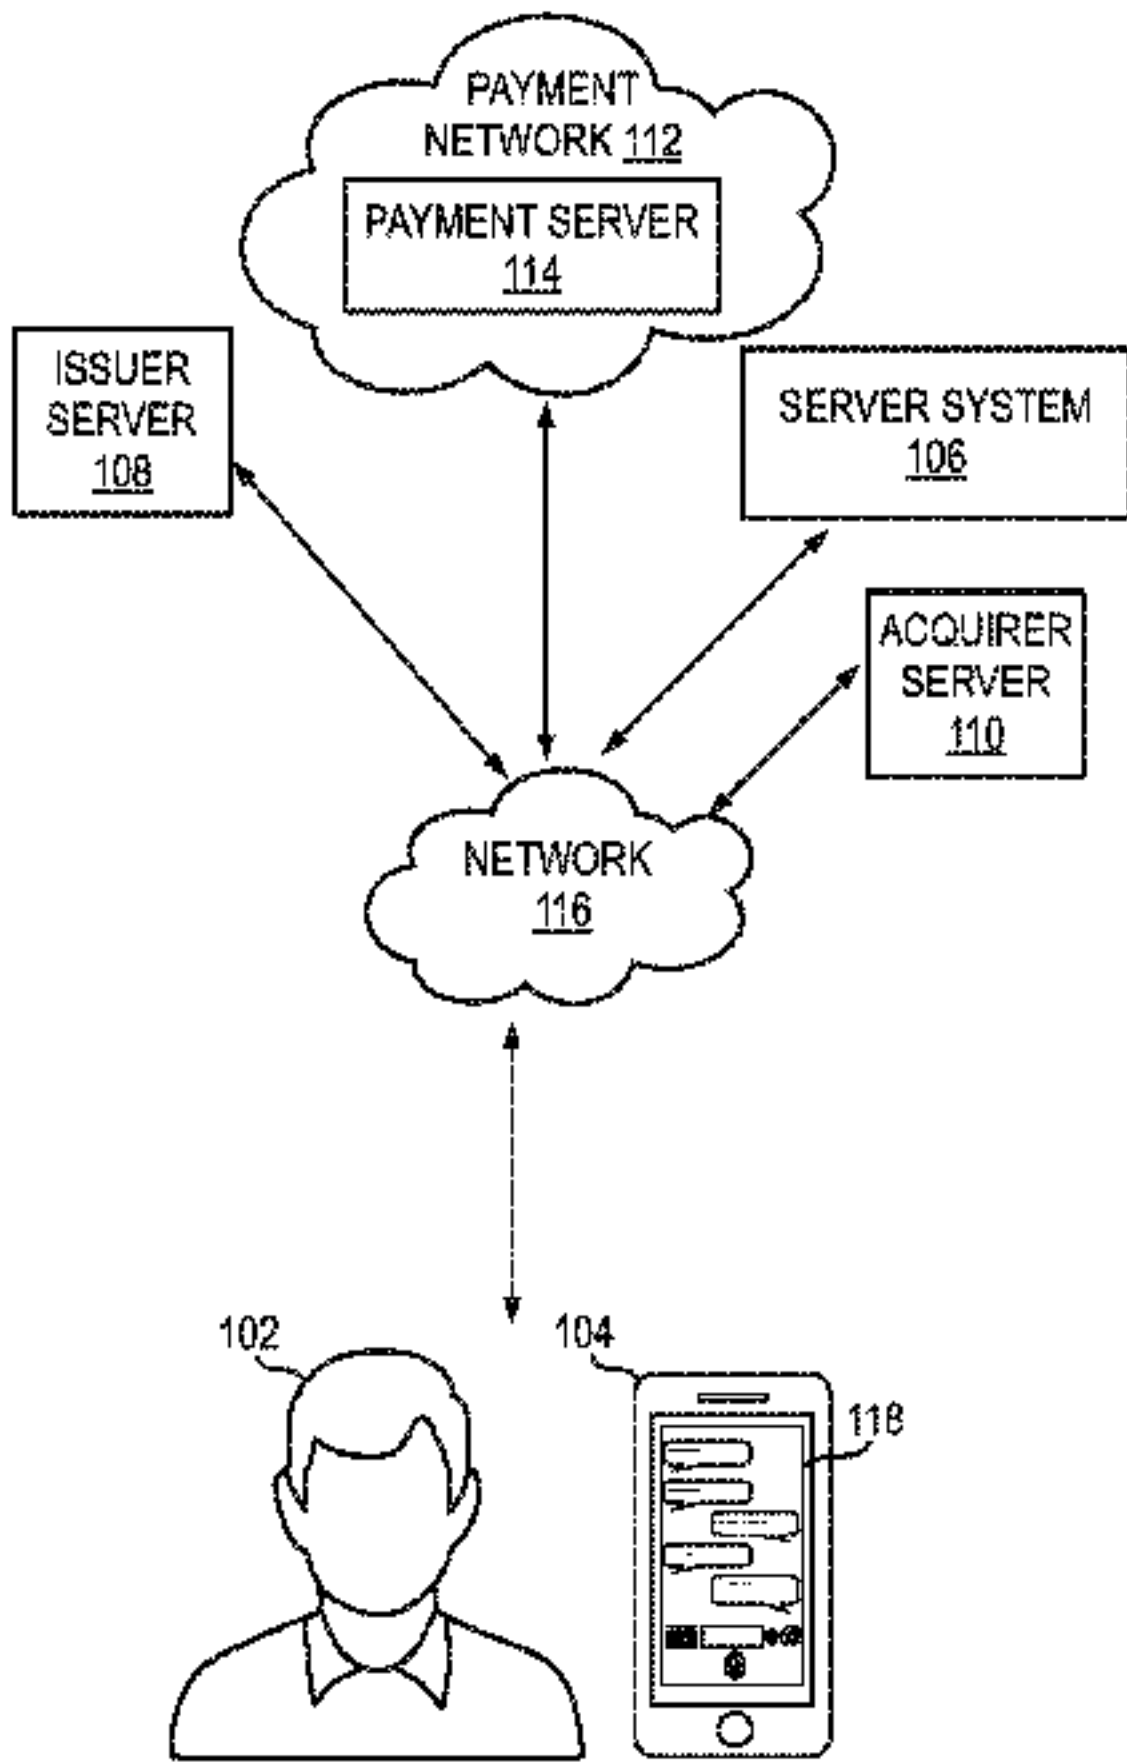 PAYMENT
NETWORK 112
PAYMENT SERVER
114
ISSUER
SERVER
108
SERVER SYSTEM
106
ACQUIRER
SERVER
110
NETWORK
116
102
104
118